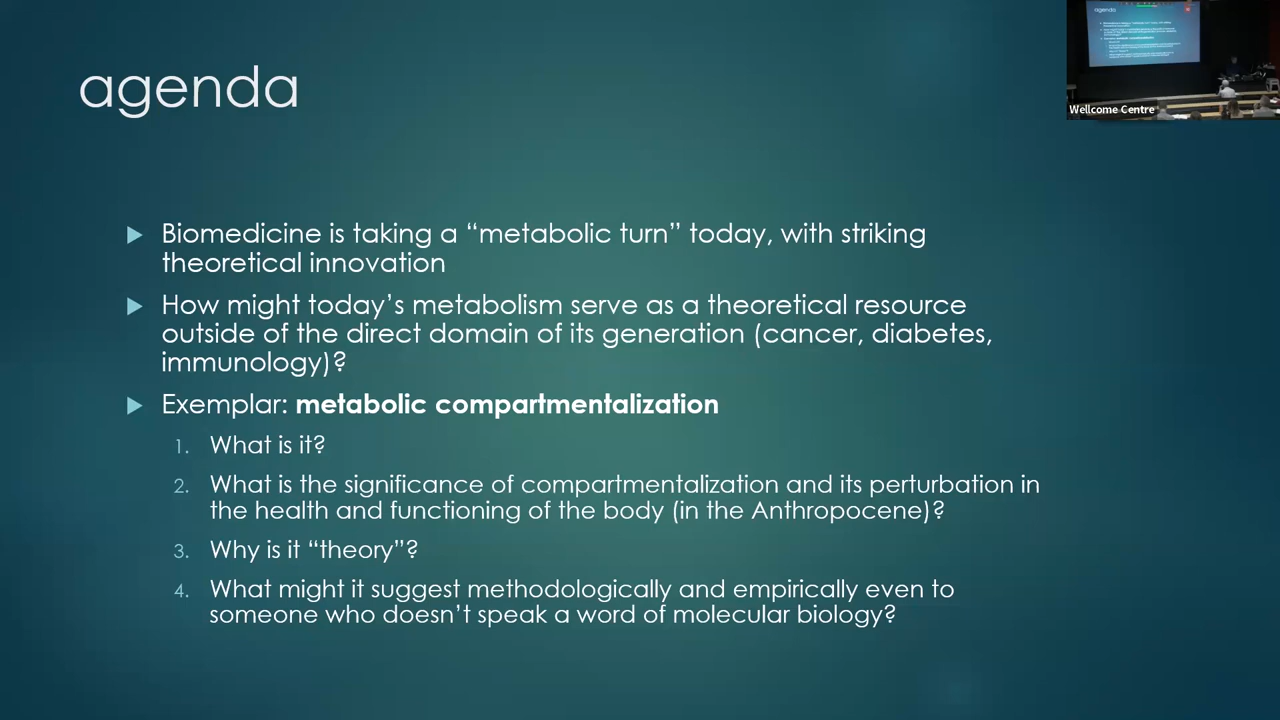 agenda
Wellcome Centre
Biomedicine is taking a “metabolic turn” today, with striking
theoretical innovation
How might today’s metabolism serve as a theoretical resource
outside of the direct domain of its generation (cancer, diabetes,
immunology)?
Exemplar: metabolic compartmentalization
1. What is it?
2. What is the significance of compartmentalization and its perturbation in
the health and functioning of the body (in the Anthropocene)?
3. Why is it “theory”?
4. What might it suggest methodologically and empirically even to
someone who doesn’t speak a word of molecular biology?